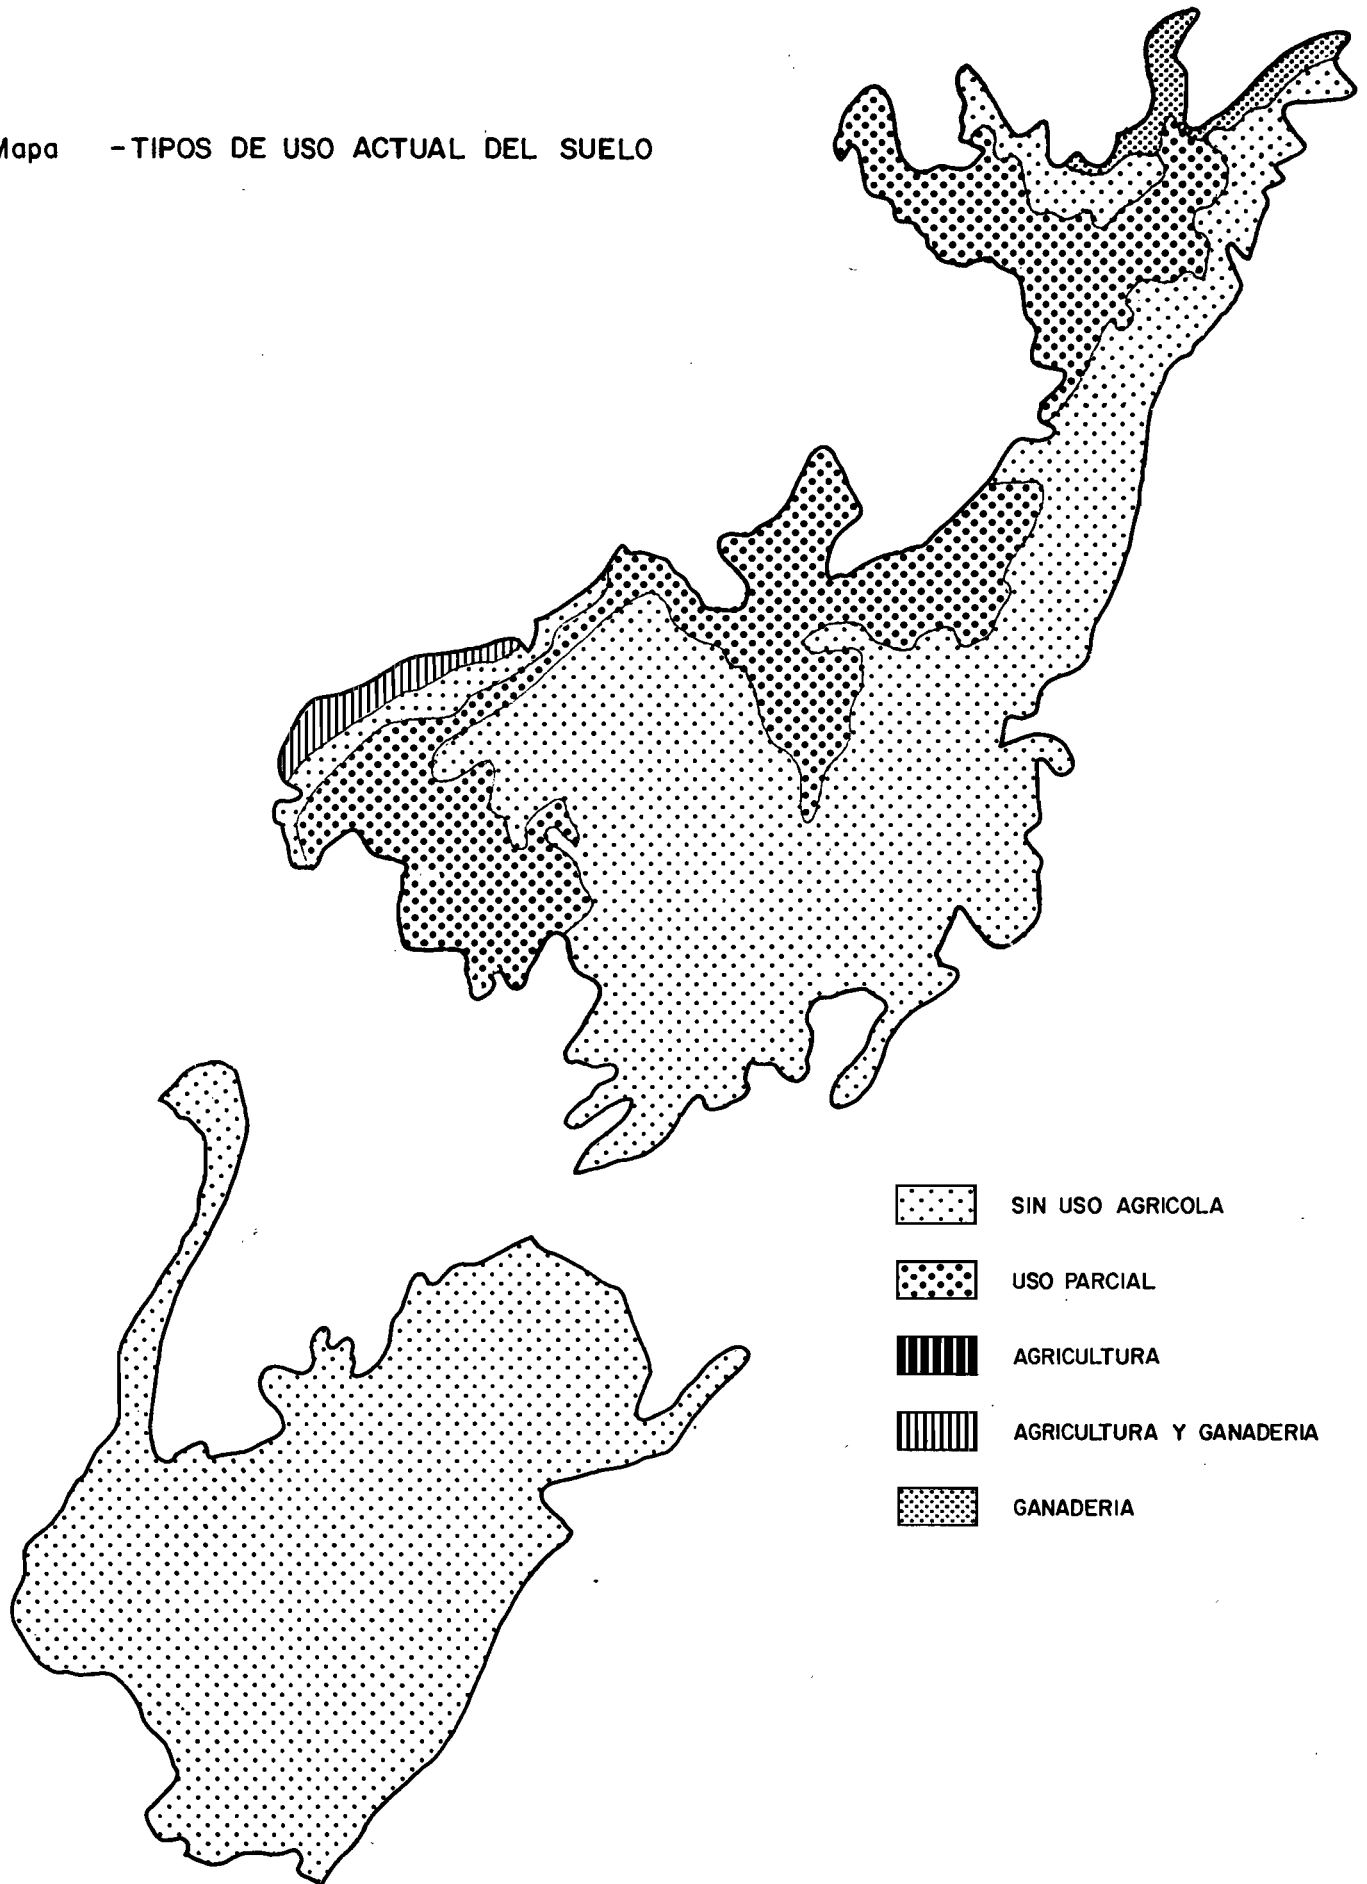 Mapa - TIPOS DE USO ACTUAL DEL SUELO
SIN USO AGRICOLA
USO PARCIAL
AGRICULTURA
AGRICULTURA Y GANADERIA
GANADERIA